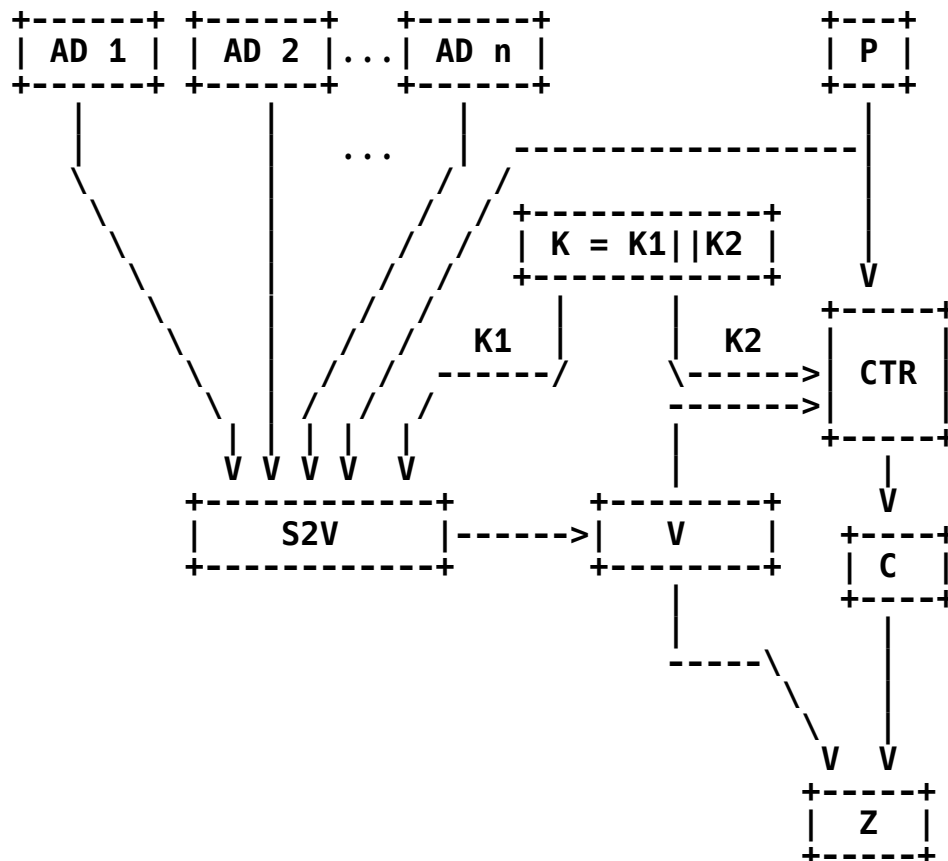 AD 1 AD 2 ... AD n P
...
K = K1||K2
K1 K2
CTR
S2V V
C
Z